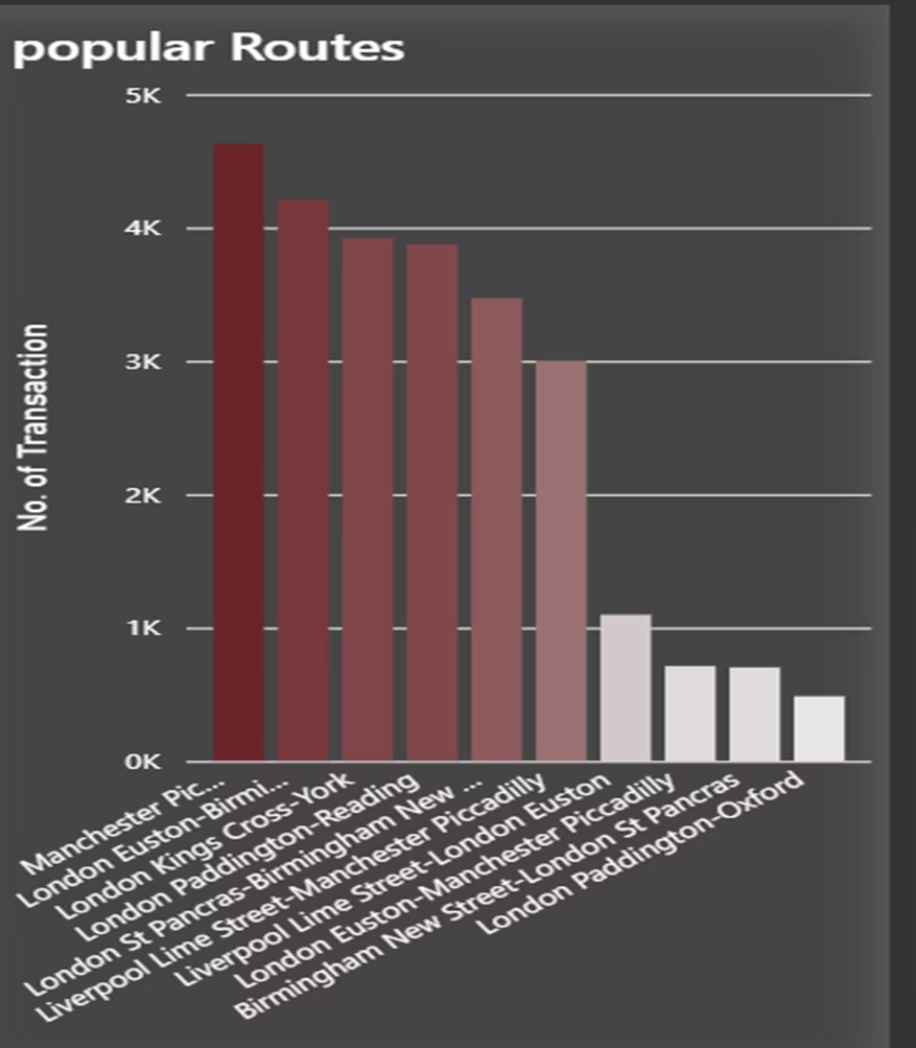 popular Routes
5K
4K
3K
2K
1K
0K
No. of Transaction
Manchester Pic...
London Euston-Birmi...
London Kings Cross-York
London Paddington-Reading
London St Pancras-Birmingham New ...
Liverpool Lime Street-Manchester Piccadilly
Liverpool Lime Street-London Euston
London Euston-Manchester Piccadilly
Birmingham New Street-London St Pancras
London Paddington-Oxford